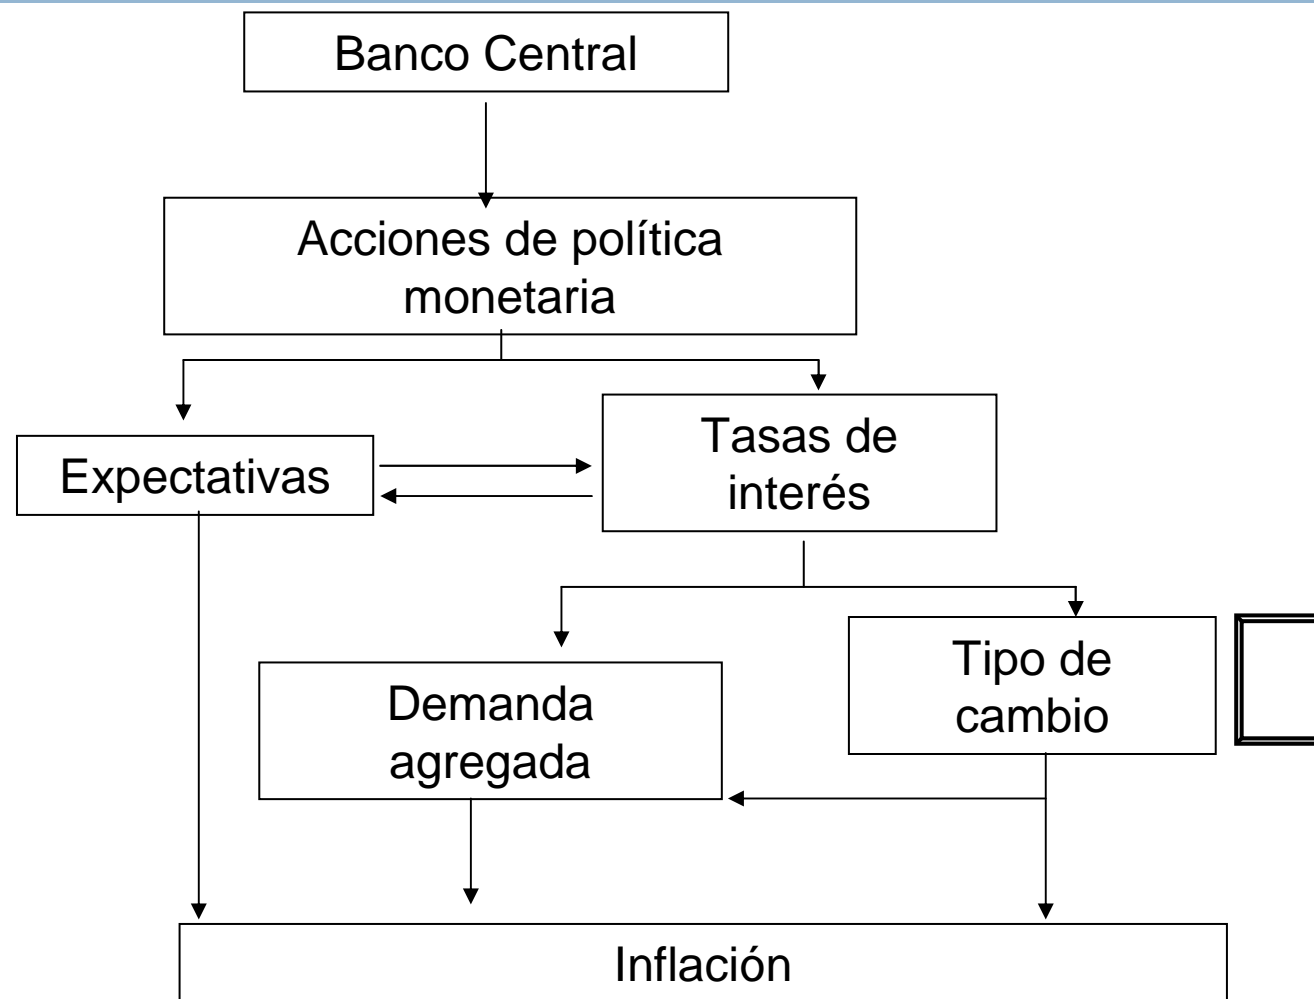 Banco Central
Acciones de política
monetaria
Expectativas
Tasas de
interés
Tipo de
cambio
Demanda
agregada
Inflación